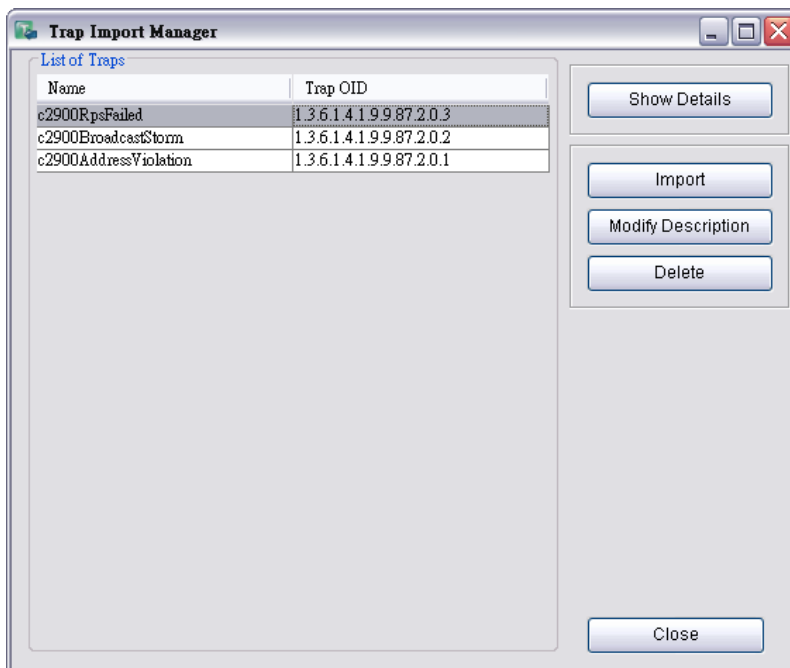 Trap Import Manager
List of Traps
Name Trap OID
c2900RpsFailed 1.3.6.1.4.1.9.9.87.2.0.3
c2900BroadcastStorm 1.3.6.1.4.1.9.9.87.2.0.2
c2900AddressViolation 1.3.6.1.4.1.9.9.87.2.0.1
Show Details
Import
Modify Description
Delete
Close